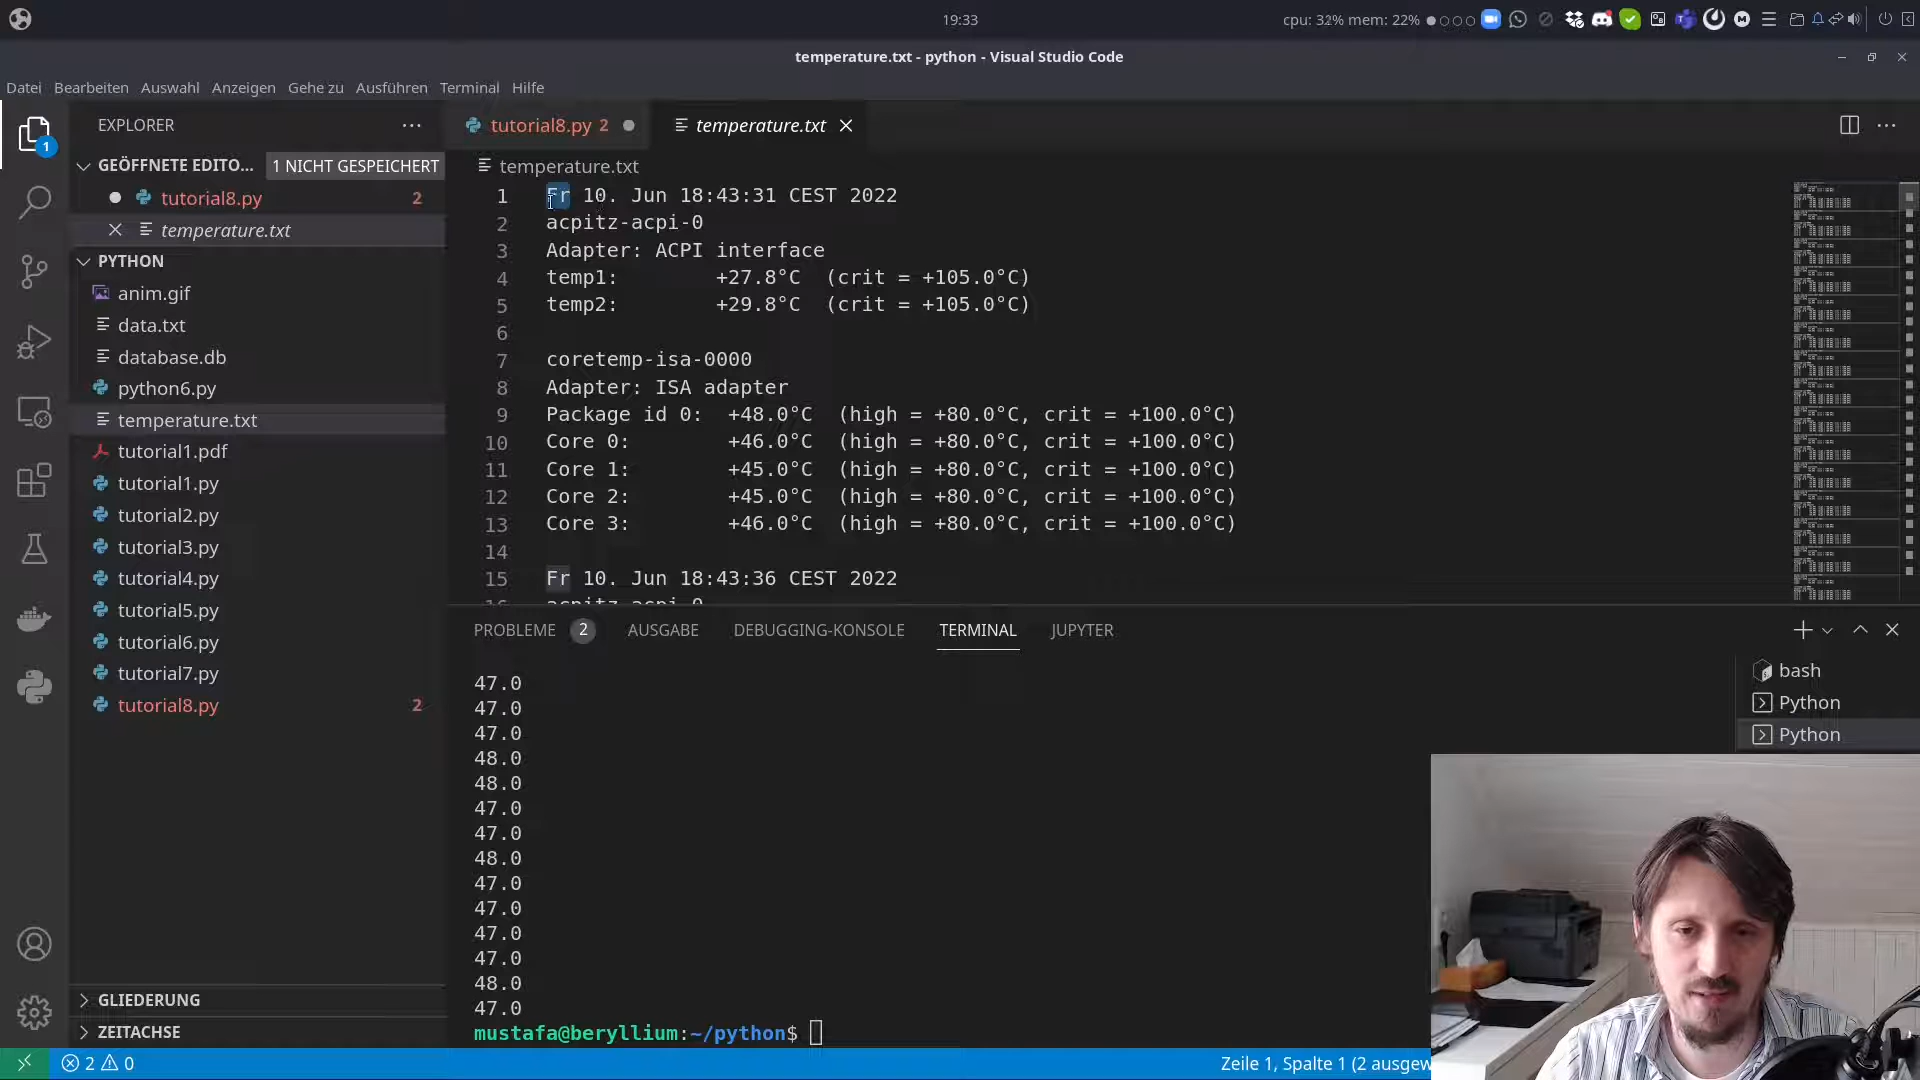 19:33
cpu: 32% mem: 22%
temperature.txt - python - Visual Studio Code
Datei Bearbeiten Auswahl Anzeigen Gehe zu Ausführen Terminal Hilfe
EXPLORER
1
GEÖFFNETE EDITO... 1 NICHT GESPEICHERT
tutorial8.py 2
temperature.txt
PYTHON
anim.gif
data.txt
database.db
python6.py
temperature.txt
tutorial1.pdf
tutorial1.py
tutorial2.py
tutorial3.py
tutorial4.py
tutorial5.py
tutorial6.py
tutorial7.py
tutorial8.py 2
GLIEDERUNG
ZEITACHSE
tutorial8.py 2 temperature.txt
temperature.txt
1 Fr 10. Jun 18:43:31 CEST 2022
2 acpitz-acpi-0
3 Adapter: ACPI interface
4 temp1: +27.8°C (crit = +105.0°C)
5 temp2: +29.8°C (crit = +105.0°C)
6
7 coretemp-isa-0000
8 Adapter: ISA adapter
9 Package id 0: +48.0°C (high = +80.0°C, crit = +100.0°C)
10 Core 0: +46.0°C (high = +80.0°C, crit = +100.0°C)
11 Core 1: +45.0°C (high = +80.0°C, crit = +100.0°C)
12 Core 2: +45.0°C (high = +80.0°C, crit = +100.0°C)
13 Core 3: +46.0°C (high = +80.0°C, crit = +100.0°C)
14
15 Fr 10. Jun 18:43:36 CEST 2022
16 acpitz-acpi-0
PROBLEME 2 AUSGABE DEBUGGING-KONSOLE TERMINAL JUPYTER
47.0
47.0
47.0
48.0
48.0
47.0
47.0
48.0
47.0
47.0
47.0
47.0
48.0
47.0
mustafa@beryllium:~/python$
bash
Python
Python
2 0
Zeile 1, Spalte 1 (2 ausgew